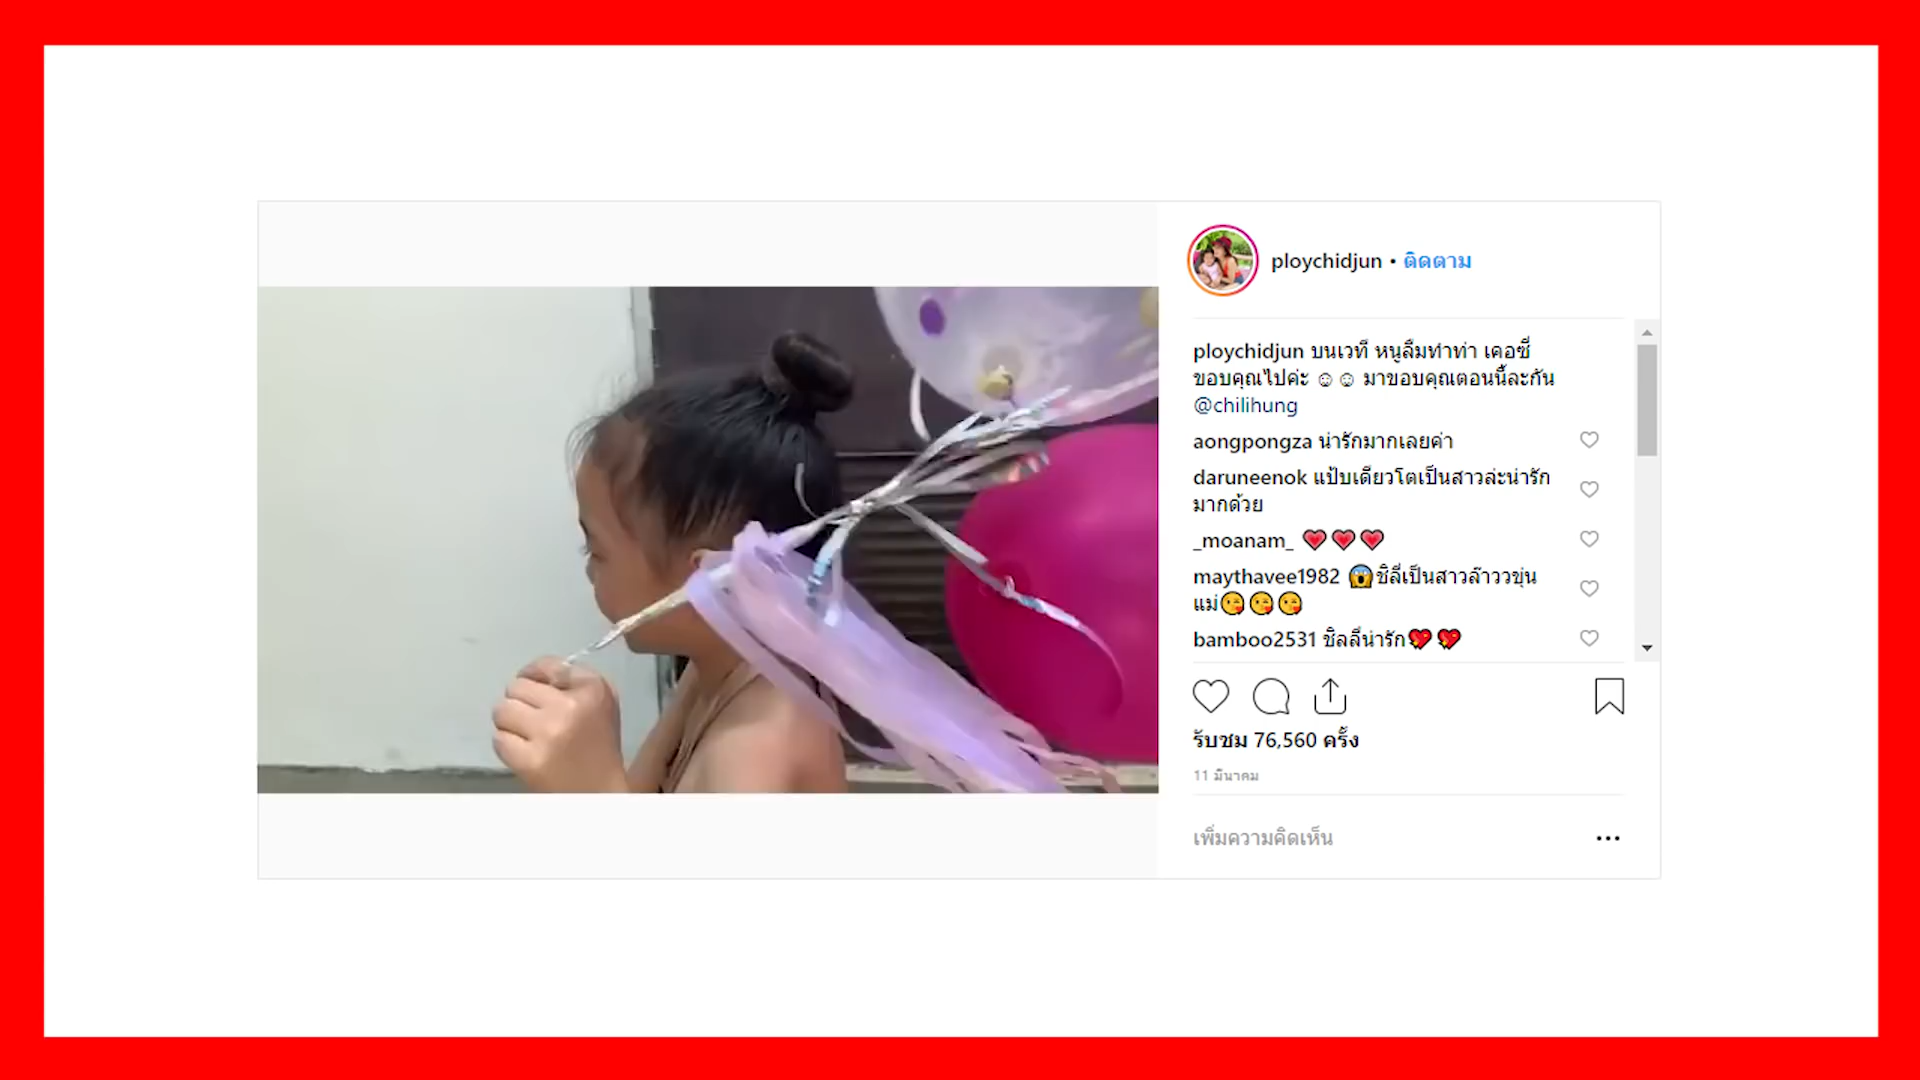 ploychidjun • ติดตาม
ploychidjun บนเวที หนูลืมทำท่า เคอซี่
ขอบคุณไปค่ะ ☺☺ มาขอบคุณตอนนี้ละกัน
@chilihung
aongpongza น่ารักมากเลยค่า
daruneenok แป้บเดียวโตเป็นสาวล่ะน่ารัก
มากด้วย
_moanam_ 💗💗💗
maythavee1982 😱ชิลี่เป็นสาวล๊าววขุ่น
แม่😘😘😘
bamboo2531 ชิลลี่น่ารัก💖💖
รับชม 76,560 ครั้ง
11 มีนาคม
เพิ่มความคิดเห็น